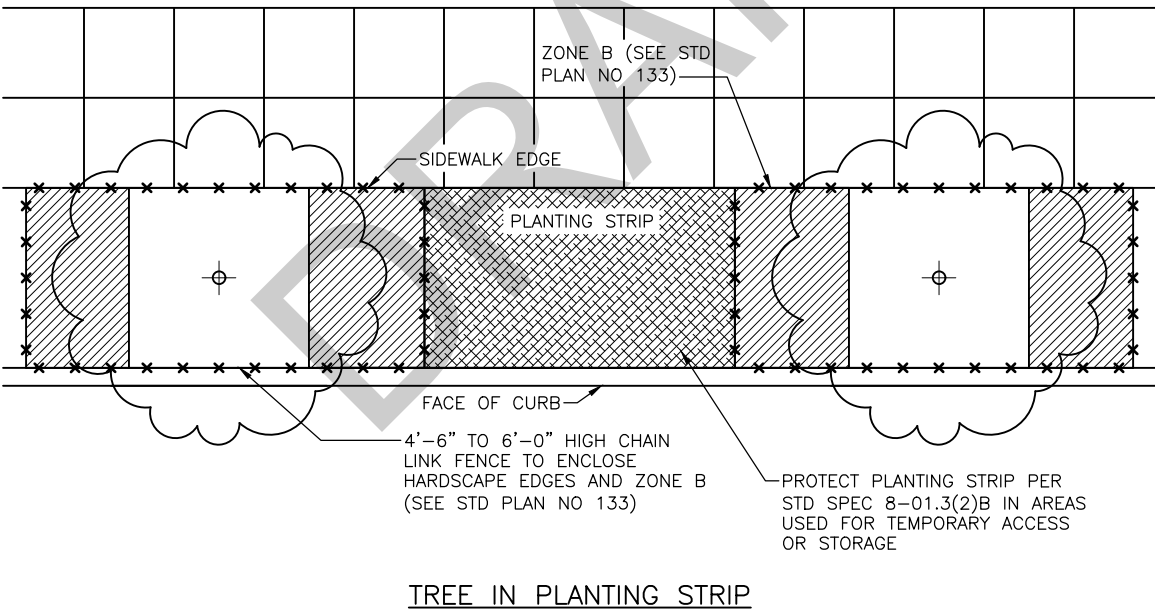 DRA
ZONE B (SEE STD
PLAN NO 133)
SIDEWALK EDGE
PLANTING STRIP
FACE OF CURB
4'-6" TO 6'-0" HIGH CHAIN
LINK FENCE TO ENCLOSE
HARDSCAPE EDGES AND ZONE B
(SEE STD PLAN NO 133)
PROTECT PLANTING STRIP PER
STD SPEC 8-01.3(2)B IN AREAS
USED FOR TEMPORARY ACCESS
OR STORAGE
TREE IN PLANTING STRIP